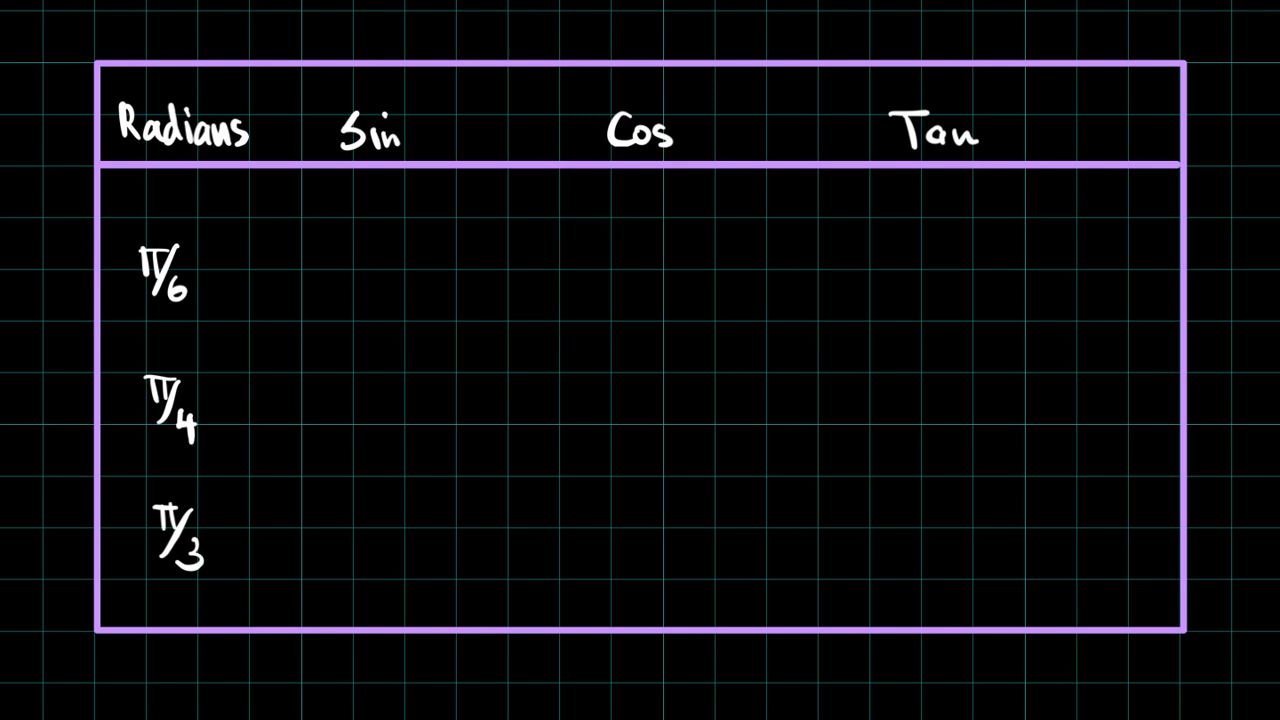 Radians Sin Cos Tan
π/6
π/4
π/3